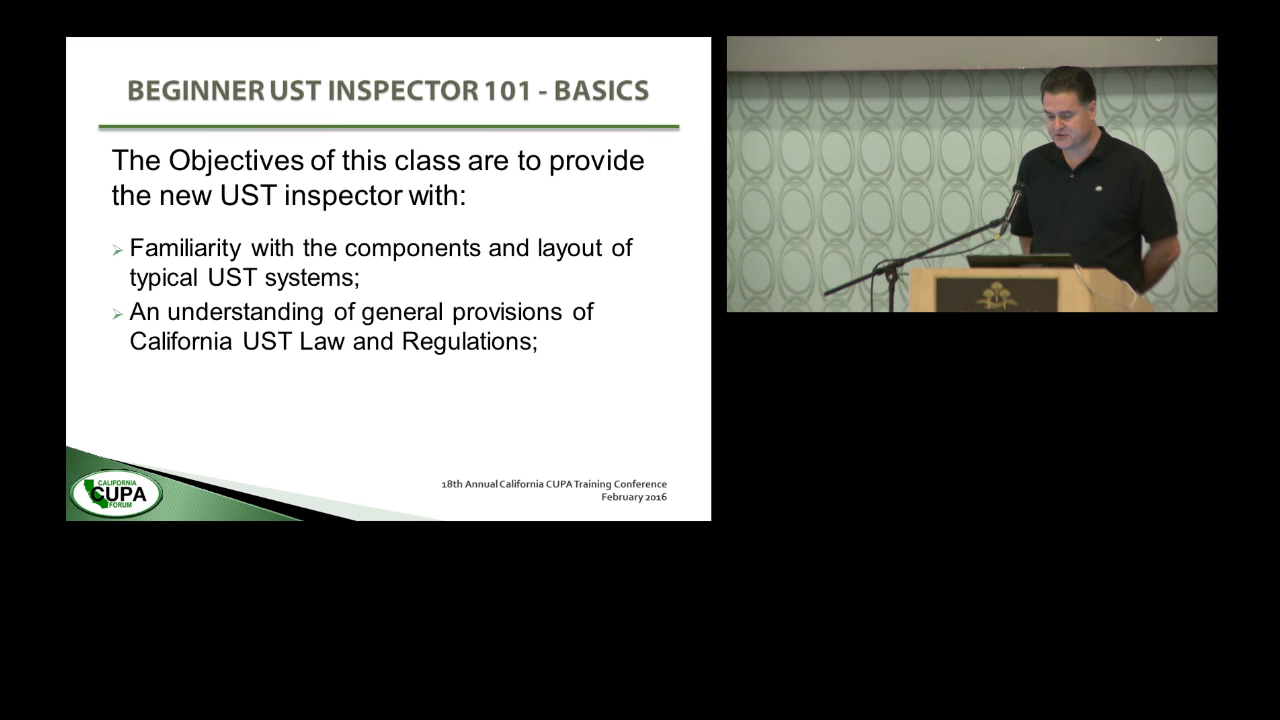 BEGINNER UST INSPECTOR 101 - BASICS
The Objectives of this class are to provide
the new UST inspector with:
Familiarity with the components and layout of
typical UST systems;
An understanding of general provisions of
California UST Law and Regulations;
CALIFORNIA
CUPA
FORUM
18th Annual California CUPA Training Conference
February 2016